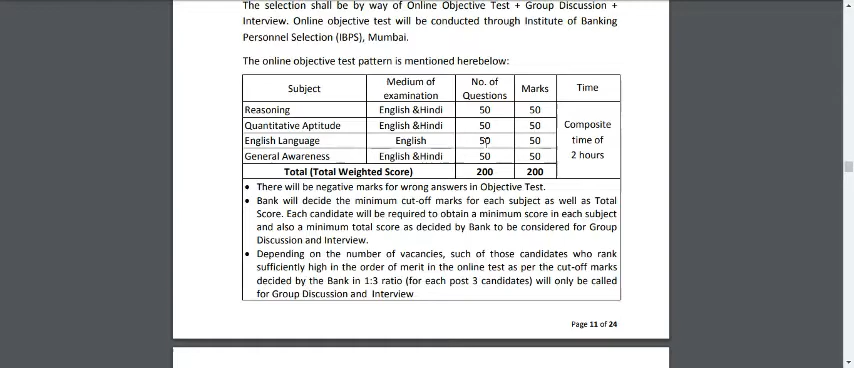 The selection shall be by way of Online Objective Test + Group Discussion +
Interview. Online objective test will be conducted through Institute of Banking
Personnel Selection (IBPS), Mumbai.
The online objective test pattern is mentioned herebelow:
Subject Medium of examination No. of Questions Marks Time
Reasoning English &Hindi 50 50 Composite time of 2 hours
Quantitative Aptitude English &Hindi 50 50
English Language English 50 50
General Awareness English &Hindi 50 50
Total (Total Weighted Score) 200 200
• There will be negative marks for wrong answers in Objective Test.
• Bank will decide the minimum cut-off marks for each subject as well as Total
Score. Each candidate will be required to obtain a minimum score in each subject
and also a minimum total score as decided by Bank to be considered for Group
Discussion and Interview.
• Depending on the number of vacancies, such of those candidates who rank
sufficiently high in the order of merit in the online test as per the cut-off marks
decided by the Bank in 1:3 ratio (for each post 3 candidates) will only be called
for Group Discussion and Interview
Page 11 of 24